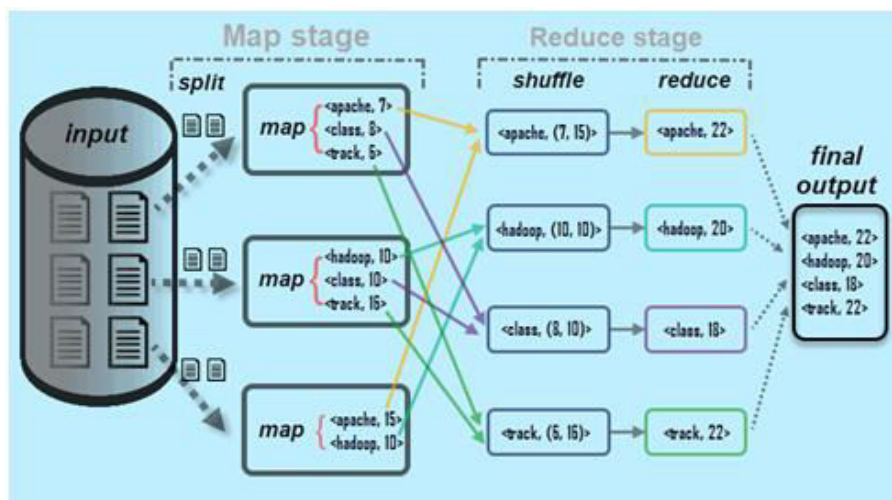 Map stage
Reduce stage
split
shuffle
reduce
input
map
<apache, 7>
<class, 8>
<track, 6>
map
<hadoop, 10>
<class, 10>
<track, 16>
map
<apache, 15>
<hadoop, 10>
<apache, (7, 15)>
<apache, 22>
<hadoop, (10, 10)>
<hadoop, 20>
<class, (8, 10)>
<class, 18>
<track, (6, 16)>
<track, 22>
final
output
<apache, 22>
<hadoop, 20>
<class, 18>
<track, 22>